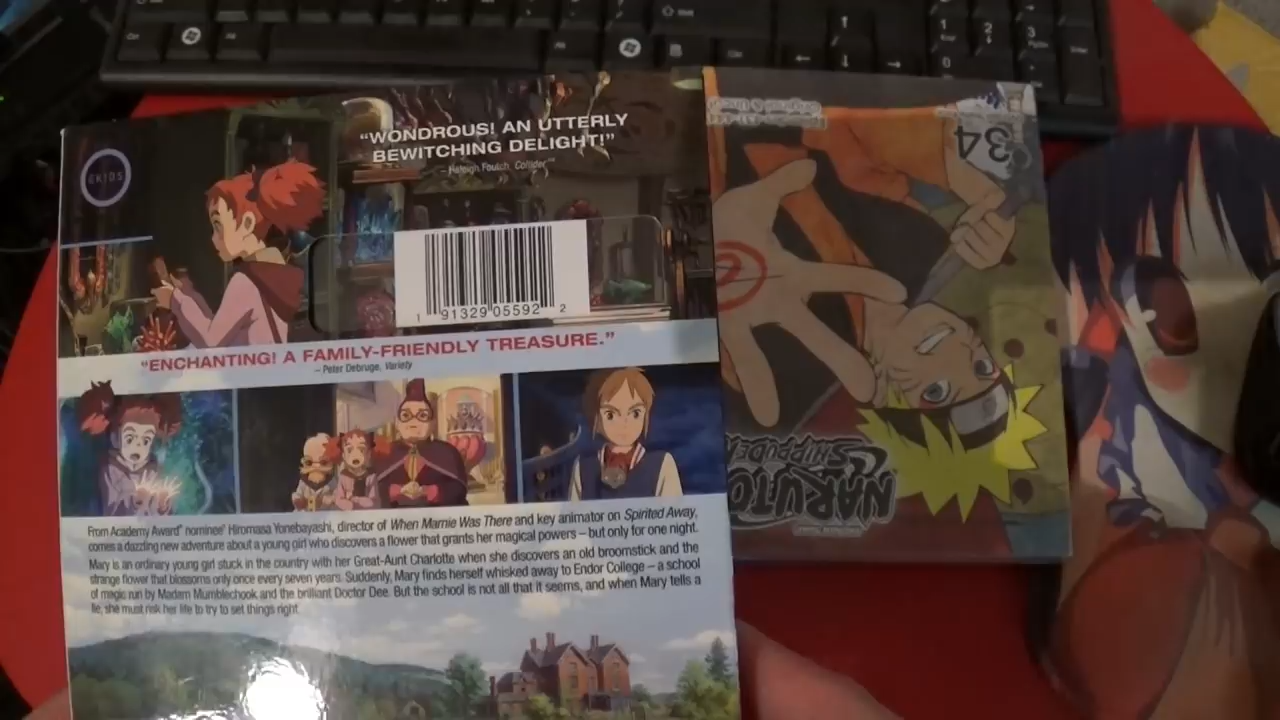 GKIDS
"WONDROUS! AN UTTERLY
BEWITCHING DELIGHT!"
– Haleigh Foutch, Collider
1 91329 05592 2
"ENCHANTING! A FAMILY-FRIENDLY TREASURE."
– Peter Debruge, Variety
From Academy Award® nominee* Hiromasa Yonebayashi, director of When Marnie Was There and key animator on Spirited Away,
comes a dazzling new adventure about a young girl who discovers a flower that grants her magical powers – but only for one night.
Mary is an ordinary young girl stuck in the country with her Great-Aunt Charlotte when she discovers an old broomstick and the
strange flower that blossoms only once every seven years. Suddenly, Mary finds herself whisked away to Endor College – a school
of magic run by Madam Mumblechook and the brilliant Doctor Dee. But the school is not all that it seems, and when Mary tells a
lie, she must risk her life to try to set things right.
34
Original & Uncut
NARUTO
SHIPPUDEN